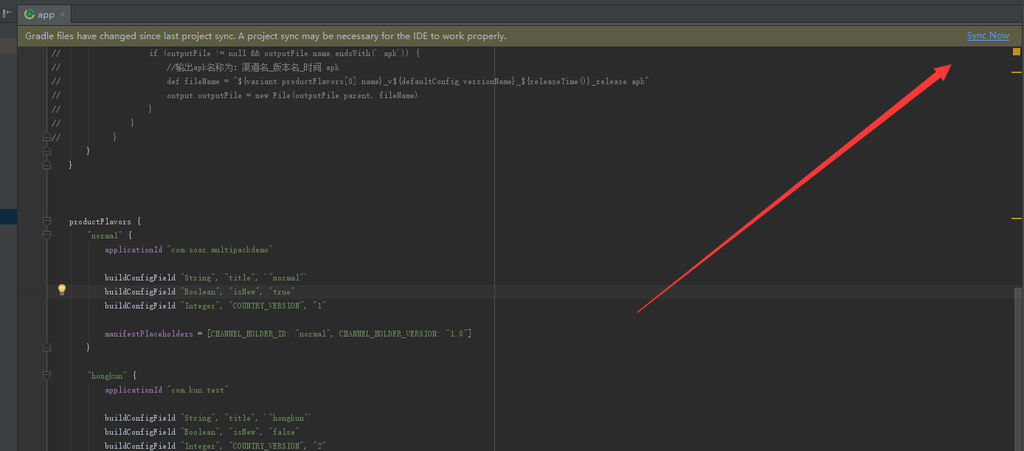 app
Gradle files have changed since last project sync. A project sync may be necessary for the IDE to work properly.
Sync Now
// if (outputFile != null && outputFile.name.endsWith('.apk')) {
// //输出apk名称为：渠道名_版本名_时间.apk
// def fileName = "${variant.productFlavors[0].name}_v${defaultConfig.versionName}_${releaseTime()}_release.apk"
// output.outputFile = new File(outputFile.parent, fileName)
// }
// }
// }
}
}
productFlavors {
"normal" {
applicationId "com.soar.multipackdemo"
buildConfigField "String", "title", '"normal"'
buildConfigField "Boolean", "isNew", "true"
buildConfigField "Integer", "COUNTRY_VERSION", "1"
manifestPlaceholders = [CHANNEL_HOLDER_ID: "normal", CHANNEL_HOLDER_VERSION: "1.0"]
}
"hongkun" {
applicationId "com.kun.test"
buildConfigField "String", "title", '"hongkun"'
buildConfigField "Boolean", "isNew", "false"
buildConfigField "Integer", "COUNTRY_VERSION", "2"